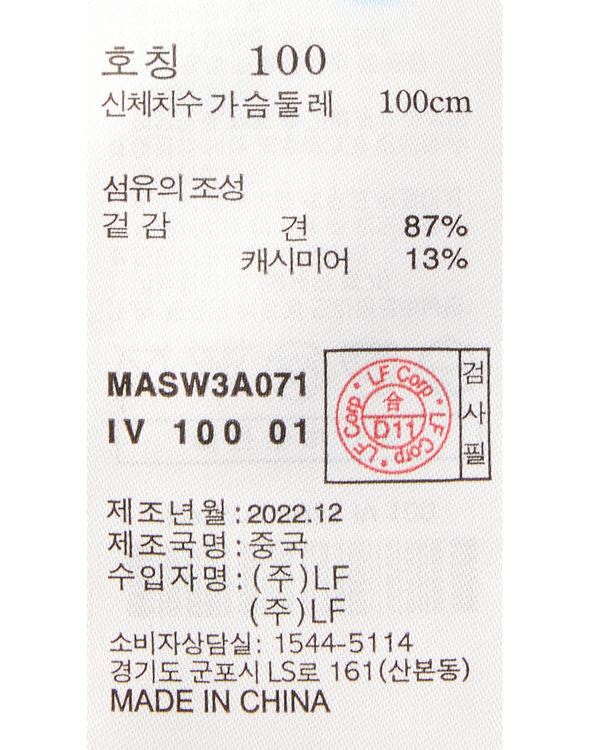 호칭 100
신체치수 가슴둘레 100cm
섬유의 조성
겉감 견 87%
캐시미어 13%
MASW3A071
IV 100 01
LF Corp · LF Corp · LF Corp ·
合
D11
검사필
제조년월 : 2022.12
제조국명 : 중국
수입자명 : (주)LF
(주)LF
소비자상담실 : 1544-5114
경기도 군포시 LS로 161(산본동)
MADE IN CHINA